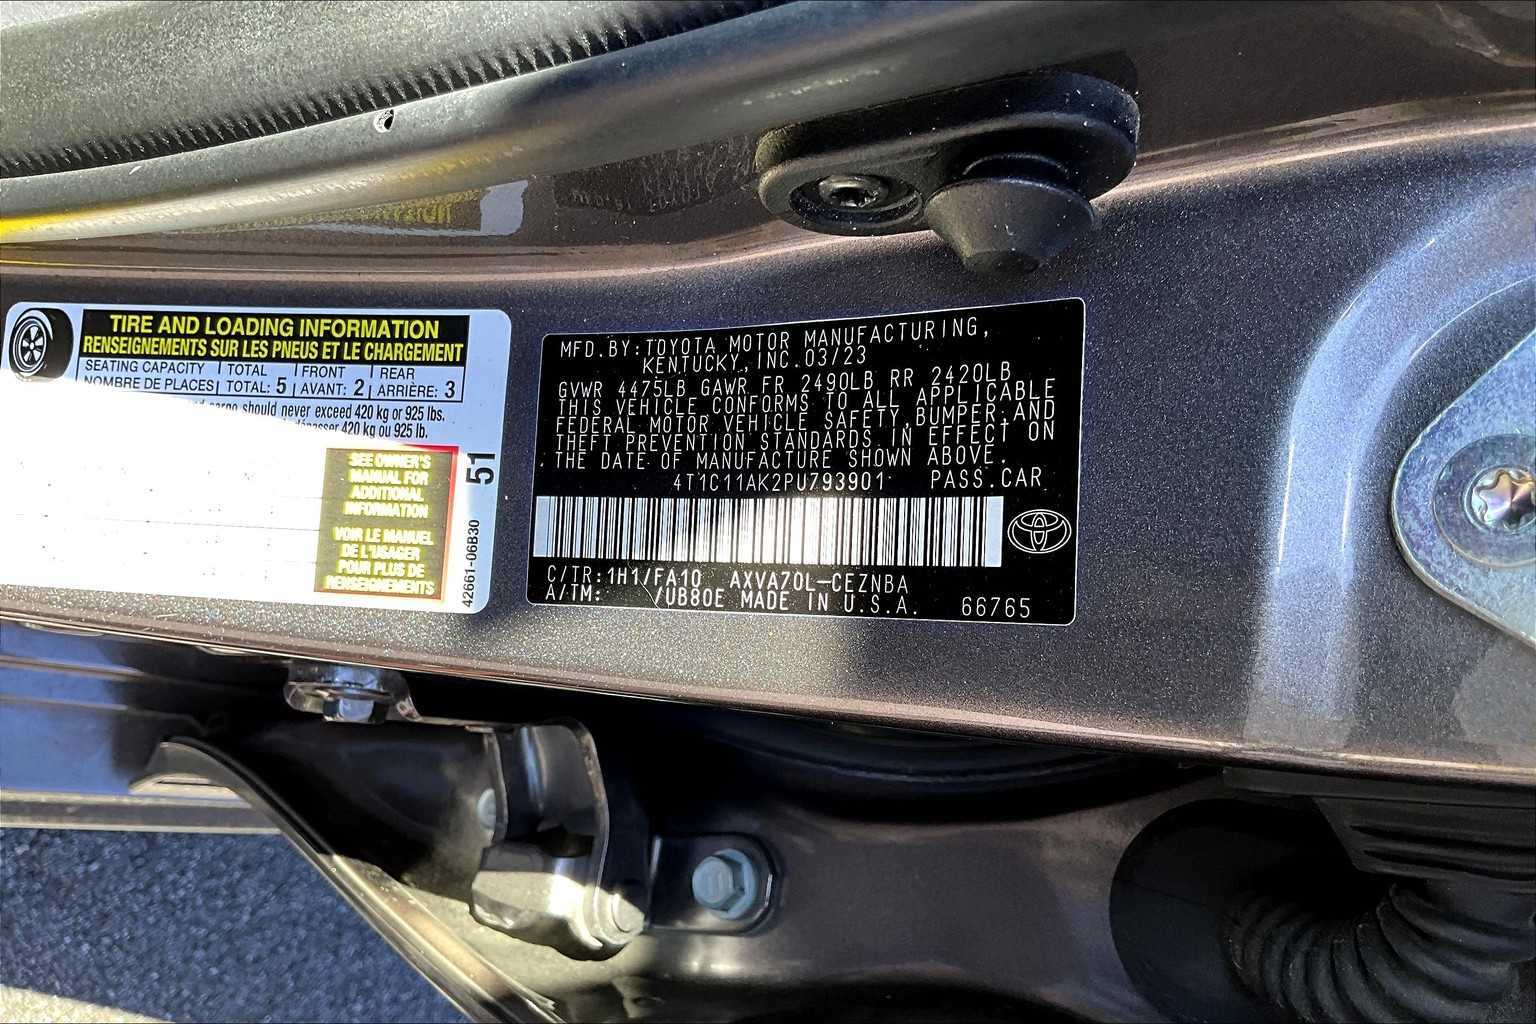 TIRE AND LOADING INFORMATION
RENSEIGNEMENTS SUR LES PNEUS ET LE CHARGEMENT
SEATING CAPACITY TOTAL FRONT REAR
NOMBRE DE PLACES TOTAL: 5 AVANT: 2 ARRIÈRE: 3
cargo should never exceed 420 kg or 925 lbs.
dépasser 420 kg ou 925 lb.
SEE OWNER'S
MANUAL FOR
ADDITIONAL
INFORMATION
VOIR LE MANUEL
DE L'USAGER
POUR PLUS DE
RENSEIGNEMENTS
51
42661-06B30
MFD.BY:TOYOTA MOTOR MANUFACTURING,
KENTUCKY,INC.03/23
GVWR 4475LB GAWR FR 2490LB RR 2420LB
THIS VEHICLE CONFORMS TO ALL APPLICABLE
FEDERAL MOTOR VEHICLE SAFETY,BUMPER,AND
THEFT PREVENTION STANDARDS IN EFFECT ON
THE DATE OF MANUFACTURE SHOWN ABOVE.
4T1C11AK2PU793901 PASS.CAR
C/TR:1H1/FA10 AXVA70L-CEZNBA
A/TM: /UB80E MADE IN U.S.A. 66765